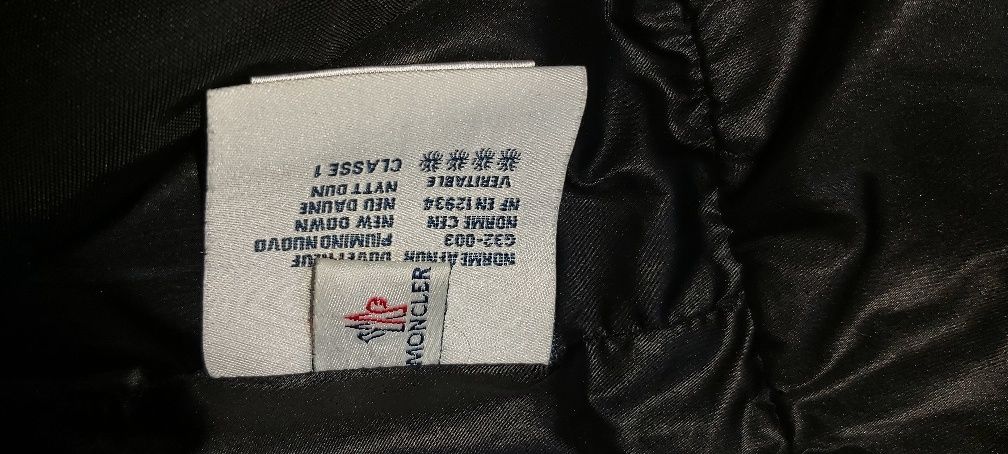 NORME AFNOR DUVET NEUF
G32-003 PIUMINO NUOVO
NORME CEN NEW DOWN
NF EN 12934 NEU DAUNE
VERITABLE NYTT DUN
CLASSE 1
MONCLER